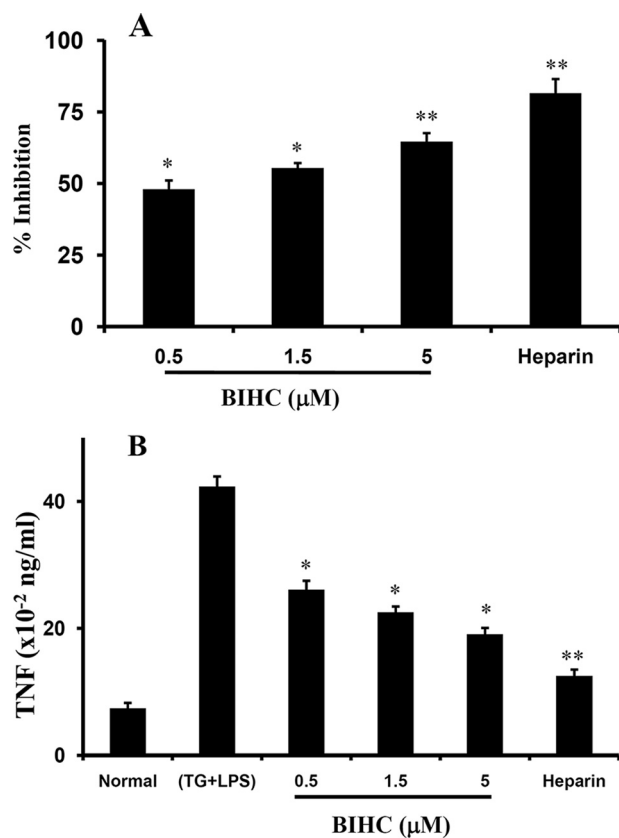 A
100
75
50
25
0
% Inhibition
*
*
**
**
0.5 1.5 5 Heparin
BIHC (μM)
B
40
20
0
TNF (x10⁻² ng/ml)
*
*
*
**
Normal (TG+LPS) 0.5 1.5 5 Heparin
BIHC (μM)